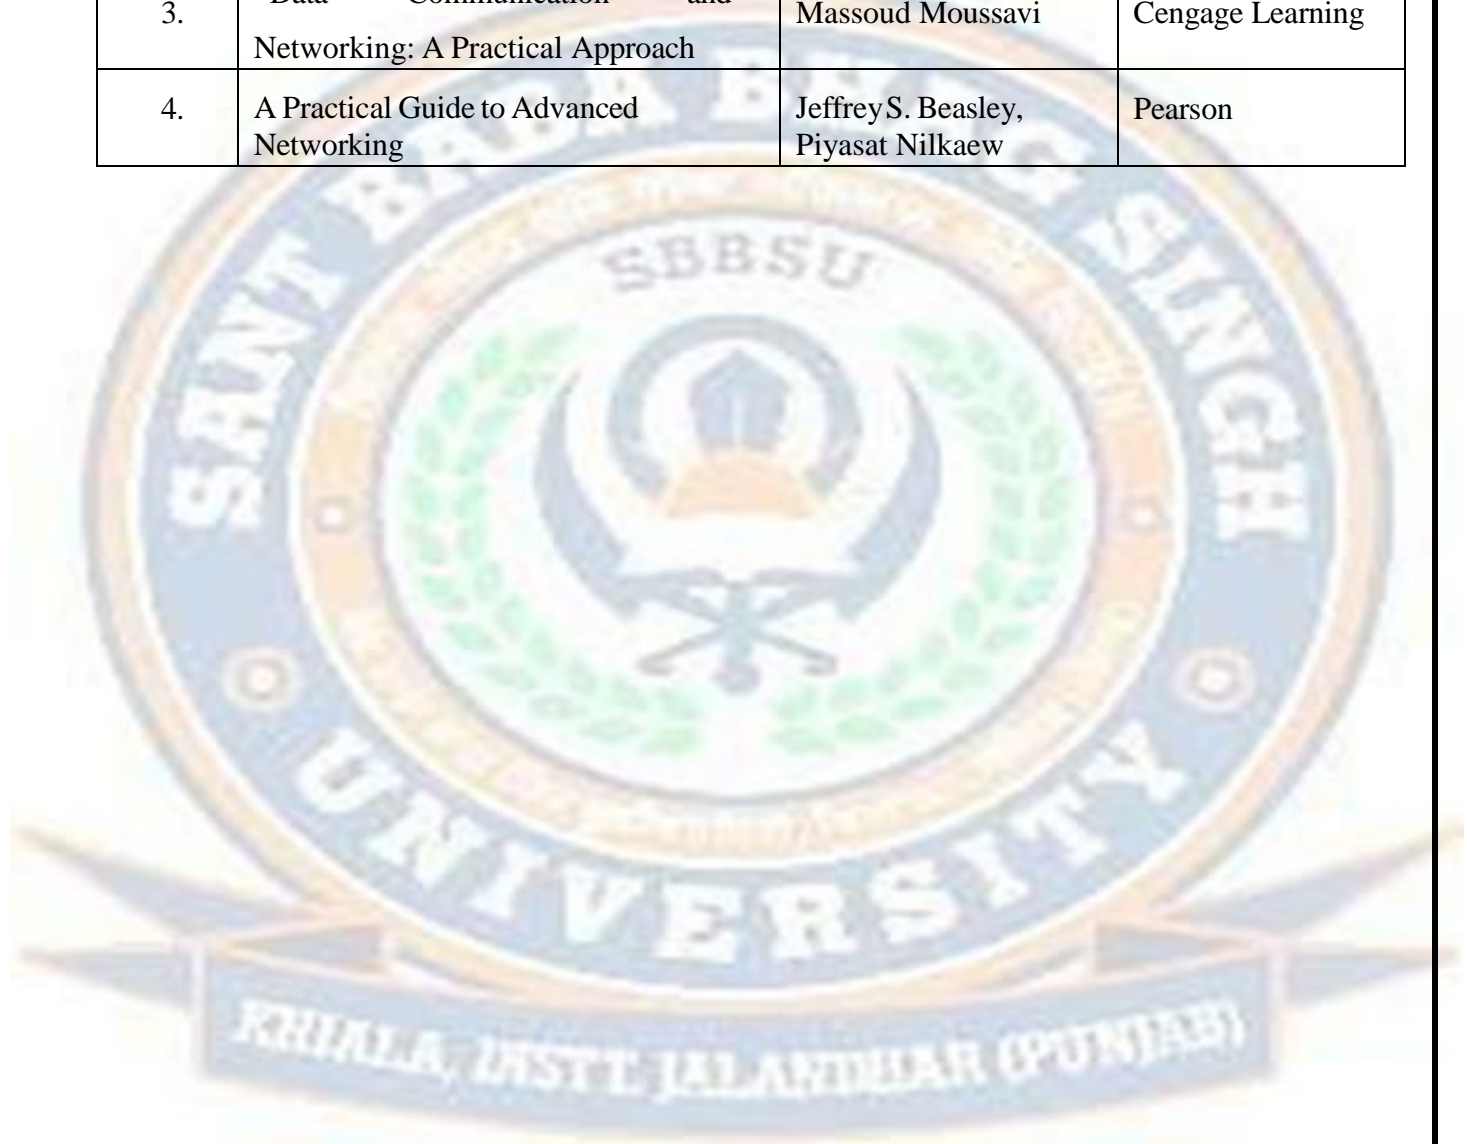 3.
Data Communication and
Networking: A Practical Approach
Massoud Moussavi
Cengage Learning
4.
A Practical Guide to Advanced
Networking
Jeffrey S. Beasley,
Piyasat Nilkaew
Pearson
SANT BABA BHAG SINGH
SBBSU
UNIVERSITY
KHIALA, DISTT. JALANDHAR (PUNJAB)